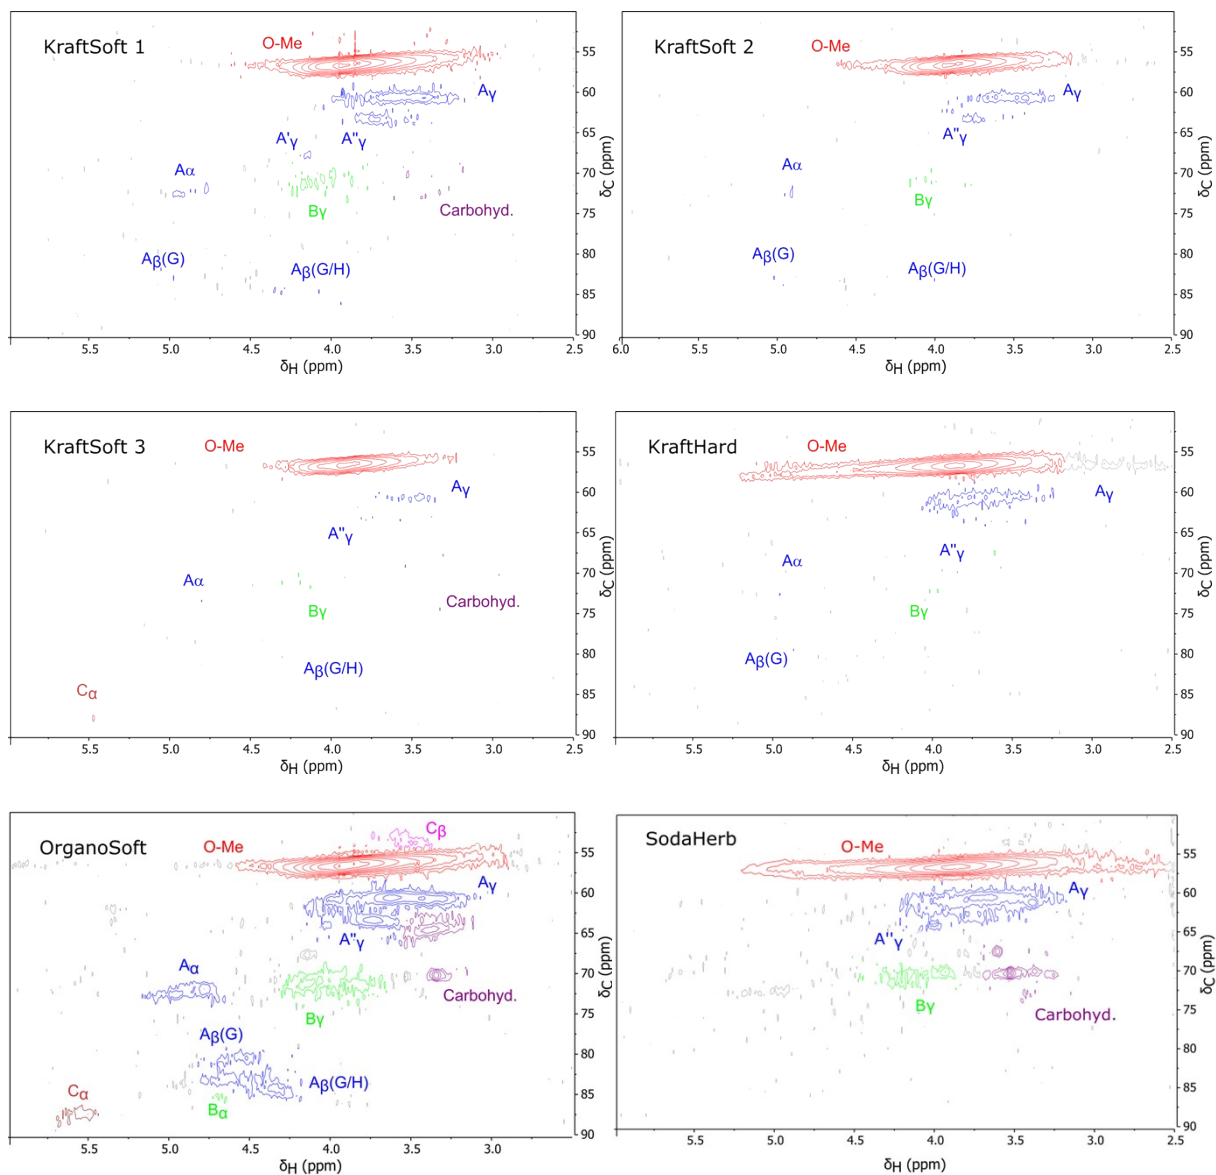 KraftSoft 1
O-Me
Aγ
A'γ
A"γ
Aα
Bγ
Carbohyd.
Aβ(G)
Aβ(G/H)
55
60
65
70
75
80
85
90
5.5 5.0 4.5 4.0 3.5 3.0 2.5
δH (ppm)
δC (ppm)
KraftSoft 2
O-Me
Aγ
A"γ
Aα
Bγ
Aβ(G)
Aβ(G/H)
55
60
65
70
75
80
85
90
6.0 5.0 4.5 4.0 3.5 3.0 2.5
δH (ppm)
δC (ppm)
KraftSoft 3
O-Me
Aγ
A"γ
Aα
Bγ
Carbohyd.
Aβ(G/H)
Cα
55
60
65
70
75
80
85
90
5.5 5.0 4.5 4.0 3.5 3.0 2.5
δH (ppm)
δC (ppm)
KraftHard
O-Me
Aγ
A"γ
Aα
Bγ
Aβ(G)
55
60
65
70
75
80
85
90
5.5 5.0 4.5 4.0 3.5 3.0 2.5
δH (ppm)
δC (ppm)
OrganoSoft
O-Me
Cβ
Aγ
A"γ
Aα
Carbohyd.
Bγ
Aβ(G)
Aβ(G/H)
Cα
Bα
55
60
65
70
75
80
85
90
5.5 5.0 4.5 4.0 3.5 3.0
δH (ppm)
δC (ppm)
SodaHerb
O-Me
Aγ
A''γ
Bγ
Carbohyd.
55
60
65
70
75
80
85
90
5.5 5.0 4.5 4.0 3.5 3.0 2.5
δH (ppm)
δC (ppm)